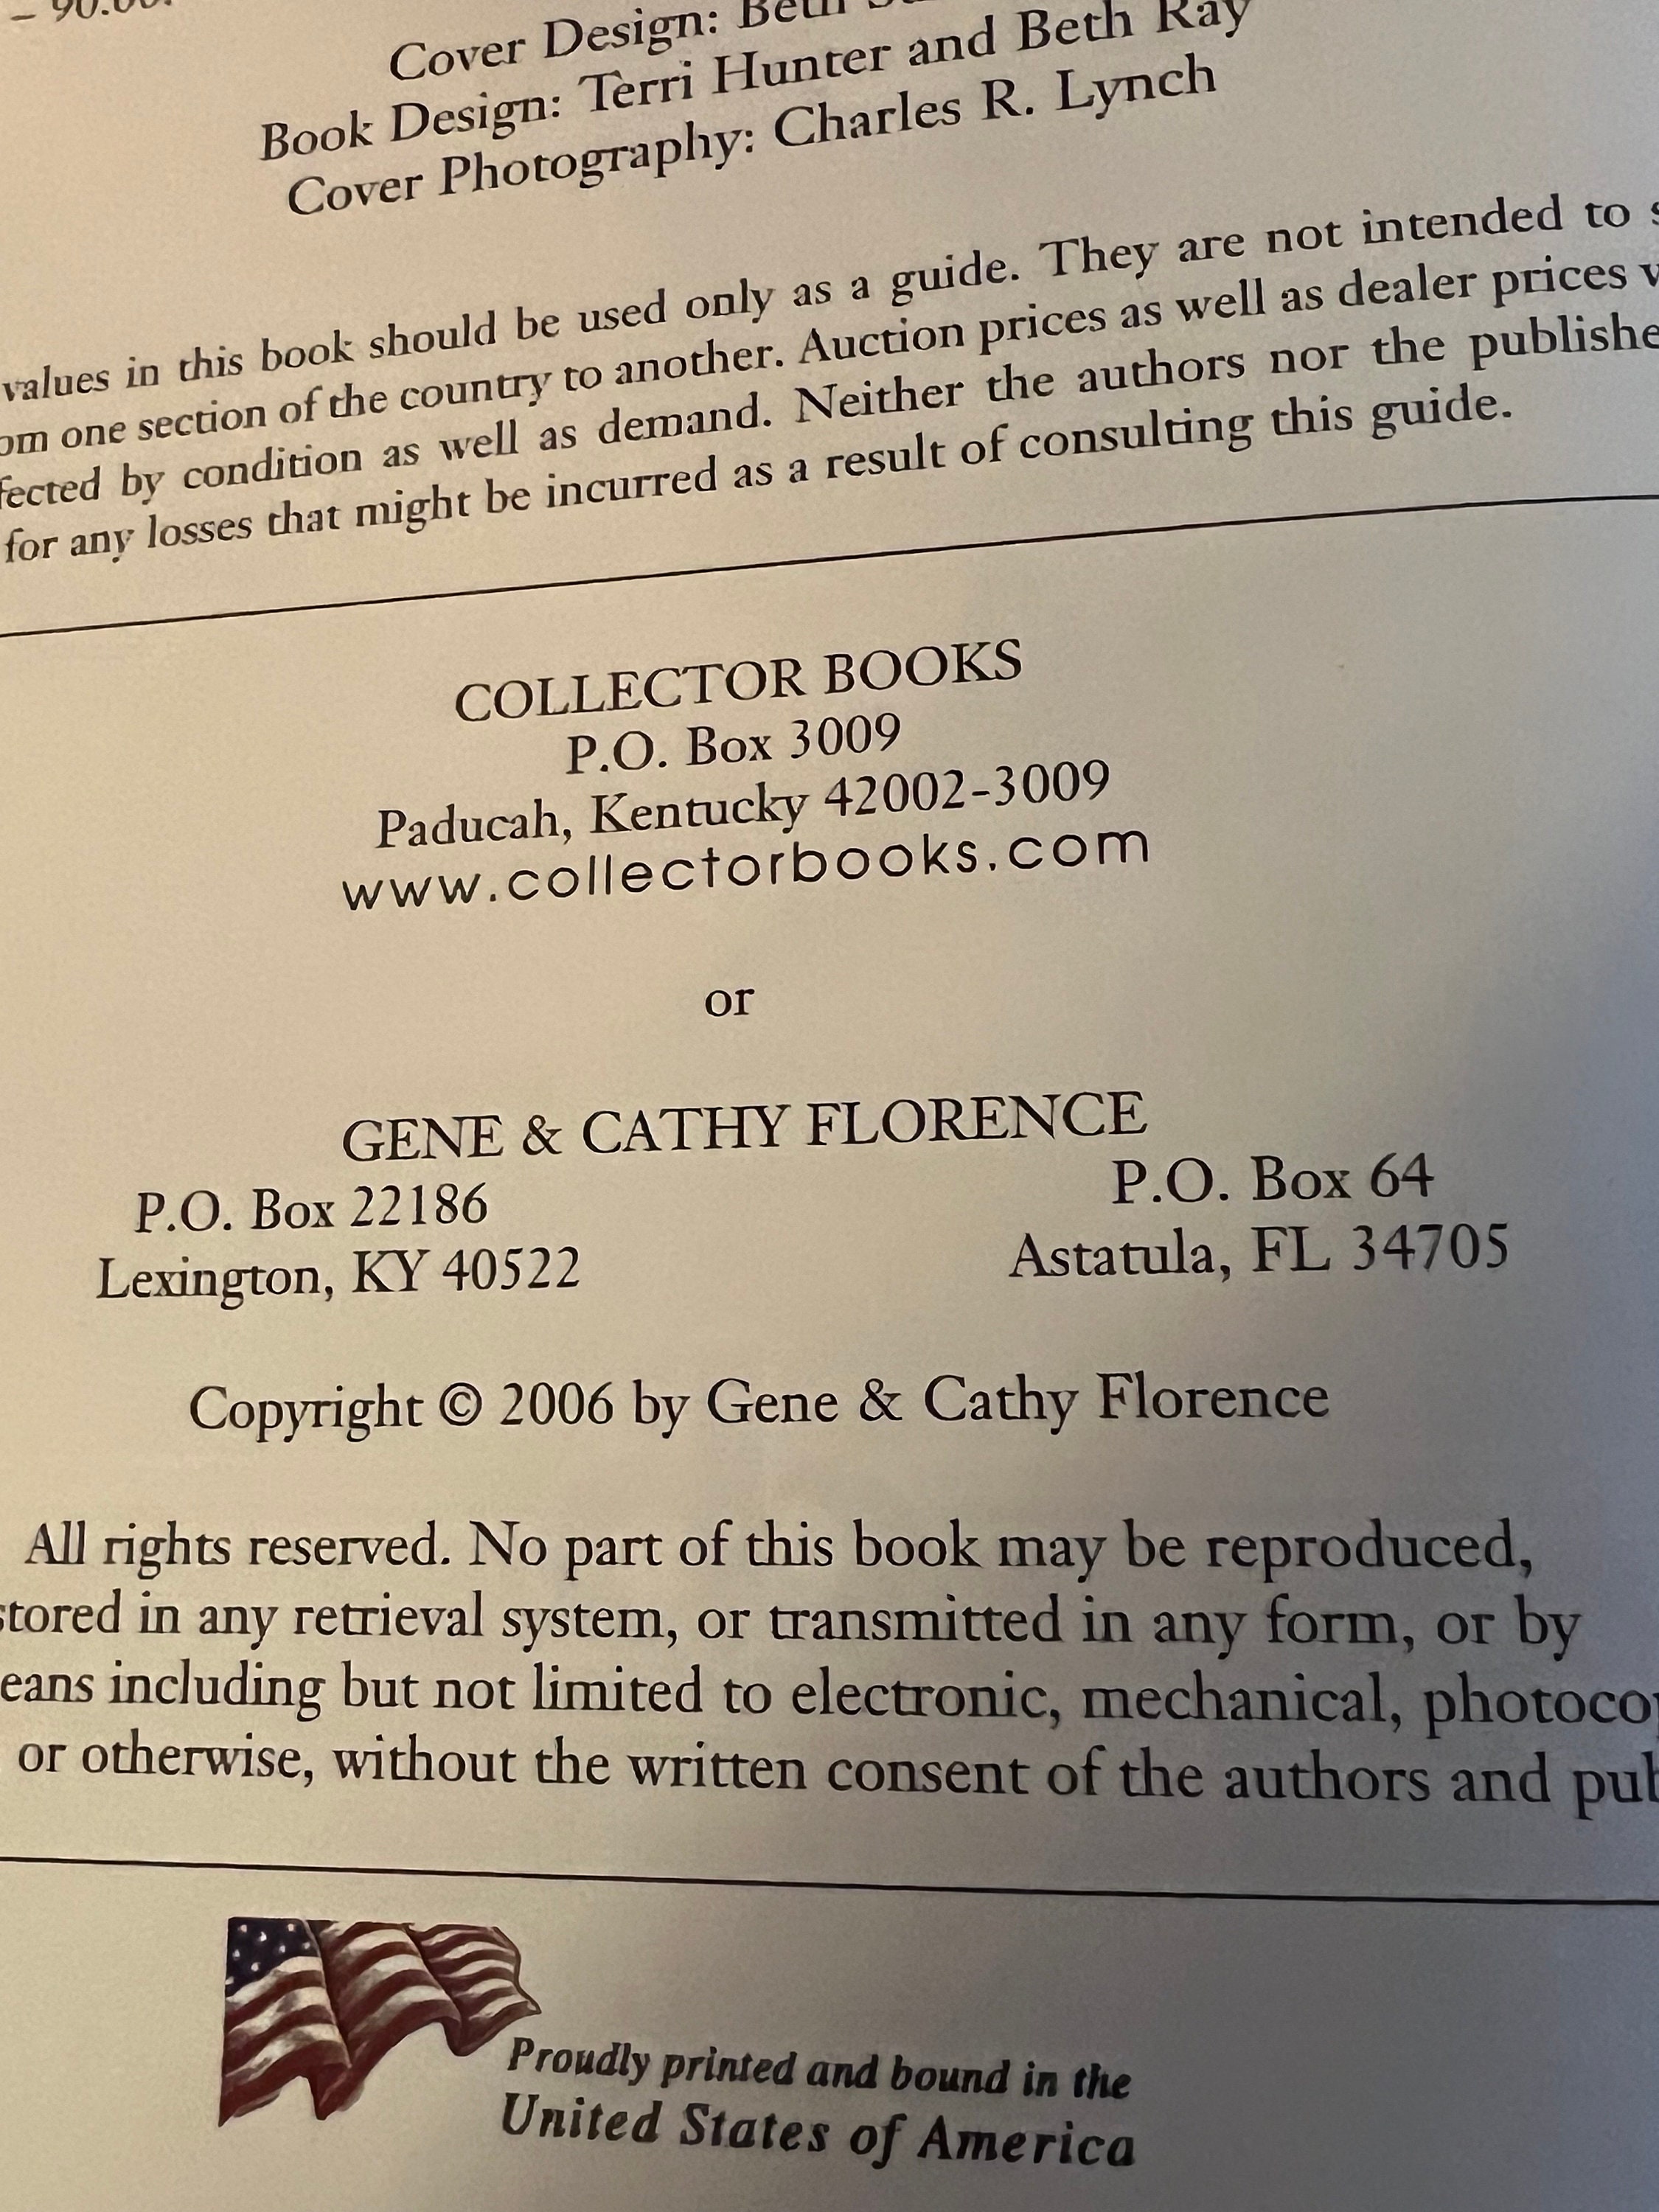 – 90.00.
Cover Design: Beth
Book Design: Terri Hunter and Beth Ray
Cover Photography: Charles R. Lynch
values in this book should be used only as a guide. They are not intended to
one section of the country to another. Auction prices as well as dealer prices
by condition as well as demand. Neither the authors nor the
for any losses that might be incurred as a result of consulting this guide.
COLLECTOR BOOKS
P.O. Box 3009
Paducah, Kentucky 42002-3009
www.collectorbooks.com
or
GENE & CATHY FLORENCE
P.O. Box 22186
Lexington, KY 40522
P.O. Box 64
Astatula, FL 34705
Copyright © 2006 by Gene & Cathy Florence
All rights reserved. No part of this book may be reproduced,
stored in any retrieval system, or transmitted in any form, or by
eans including but not limited to electronic, mechanical, photoco
or otherwise, without the written consent of the authors and pub
Proudly printed and bound in the
United States of America